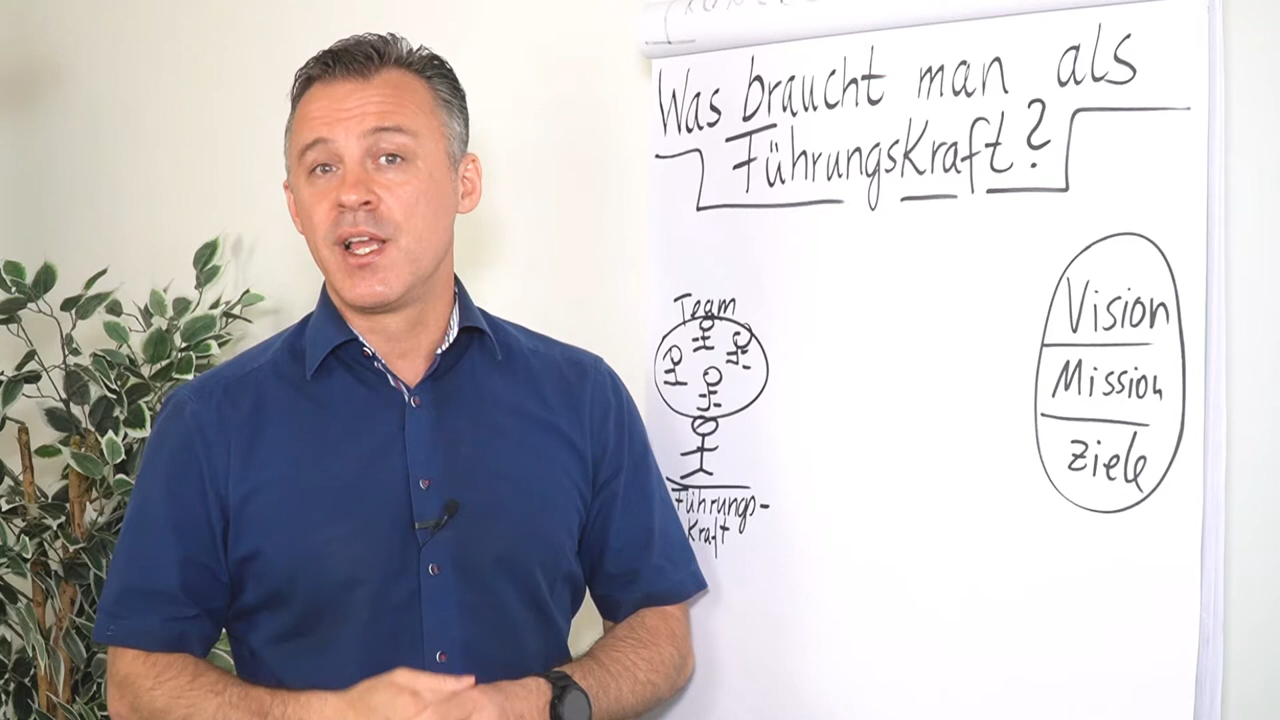 Was braucht man als
Führungskraft?
Team
Führungs-
kraft
Vision
Mission
Ziele